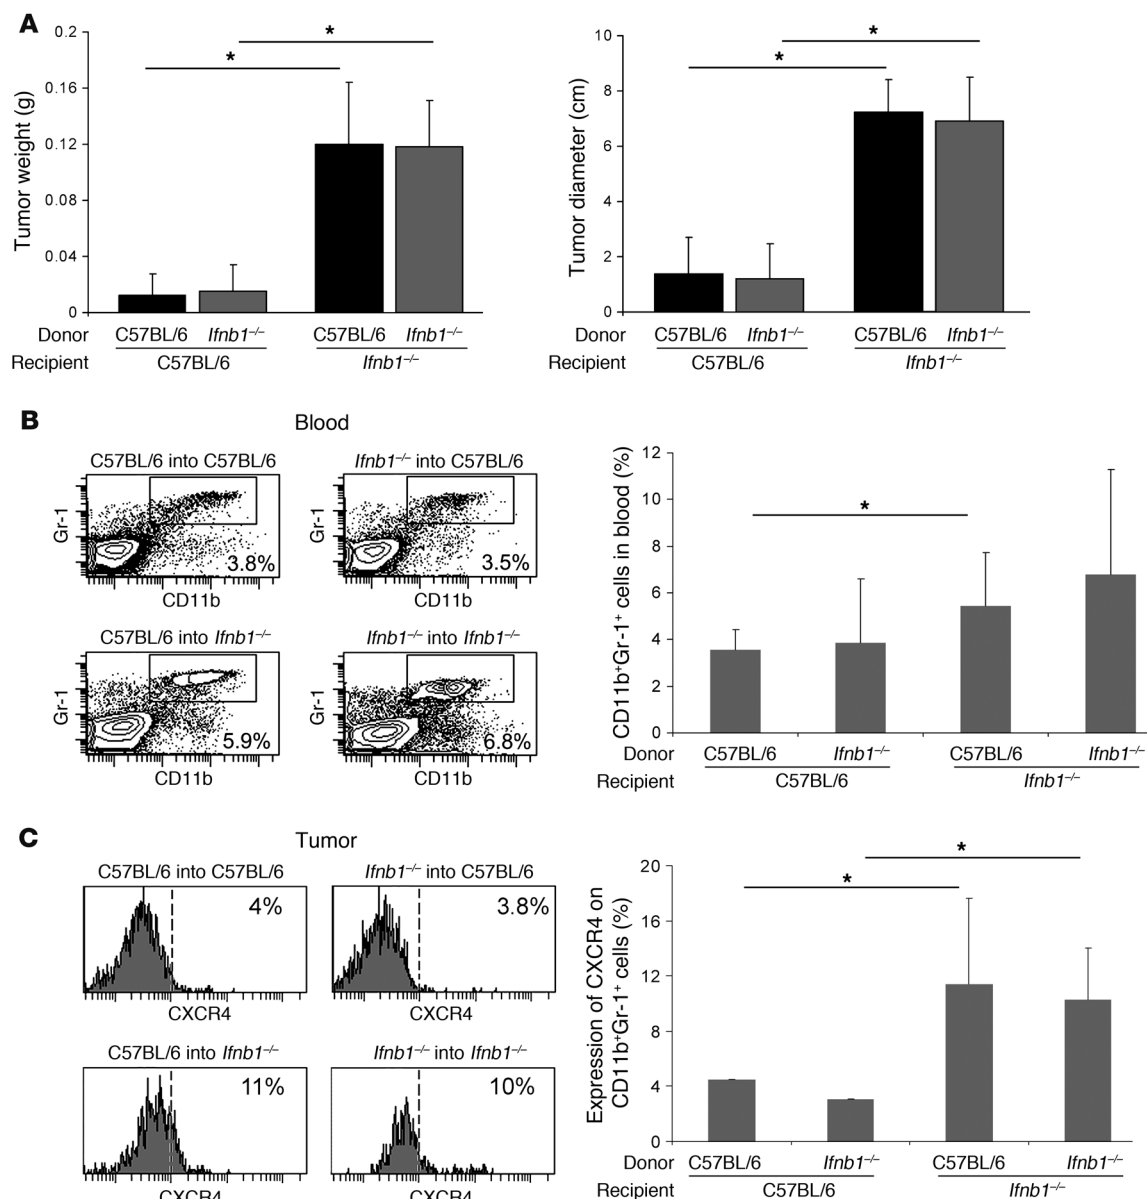 A
0.2
0.16
0.12
0.08
0.04
0
Tumor weight (g)
*
*
Donor C57BL/6 Ifnb1–/– C57BL/6 Ifnb1–/–
Recipient C57BL/6 Ifnb1–/–
10
8
6
4
2
0
Tumor diameter (cm)
*
*
Donor C57BL/6 Ifnb1–/– C57BL/6 Ifnb1–/–
Recipient C57BL/6 Ifnb1–/–
B
Blood
C57BL/6 into C57BL/6
Gr-1
3.8%
CD11b
Ifnb1–/– into C57BL/6
3.5%
CD11b
C57BL/6 into Ifnb1–/–
Gr-1
5.9%
CD11b
Ifnb1–/– into Ifnb1–/–
6.8%
CD11b
12
10
8
6
4
2
0
CD11b+Gr-1+ cells in blood (%)
*
Donor C57BL/6 Ifnb1–/– C57BL/6 Ifnb1–/–
Recipient C57BL/6 Ifnb1–/–
C
Tumor
C57BL/6 into C57BL/6
4%
CXCR4
Ifnb1–/– into C57BL/6
3.8%
CXCR4
C57BL/6 into Ifnb1–/–
11%
CXCR4
Ifnb1–/– into Ifnb1–/–
10%
CXCR4
20
16
12
8
4
0
Expression of CXCR4 on
CD11b+Gr-1+ cells (%)
*
*
Donor C57BL/6 Ifnb1–/– C57BL/6 Ifnb1–/–
Recipient C57BL/6 Ifnb1–/–